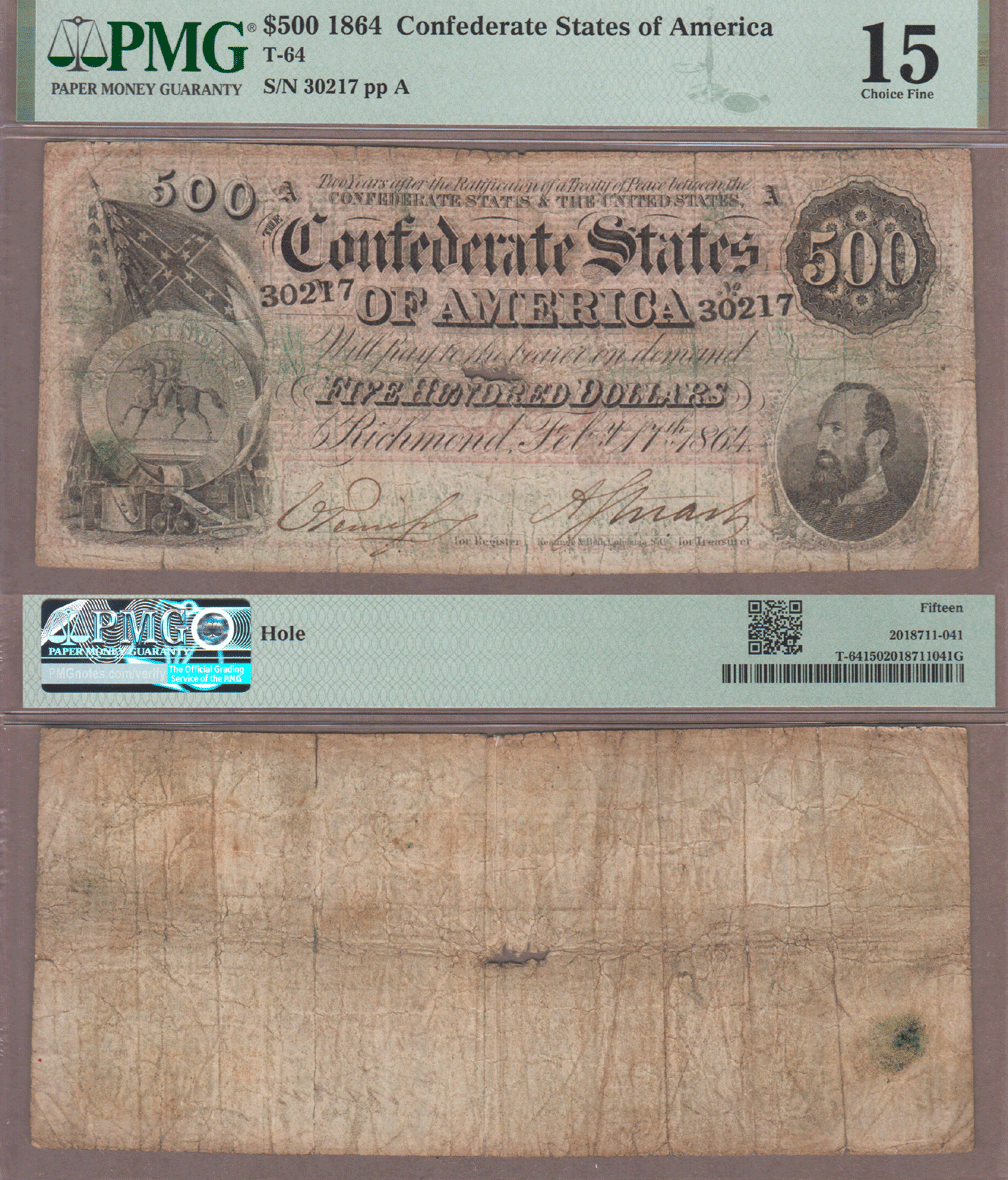 PMG®
PAPER MONEY GUARANTY
$500 1864 Confederate States of America
T-64
S/N 30217 pp A
15
Choice Fine
500 A Two Years after the Ratification of a Treaty of Peace between the A
CONFEDERATE STATES & THE UNITED STATES,
THE Confederate States 500
30217 OF AMERICA No 30217
Will pay to the bearer on demand
FIVE HUNDRED DOLLARS
Richmond, Feby. 17th 1864.
A Stuart
for Register for Treasurer
PMG
PAPER MONEY GUARANTY
PMGnotes.com/verify
The Official Grading
Service of the PNG
Hole
Fifteen
2018711-041
T-641502018711041G